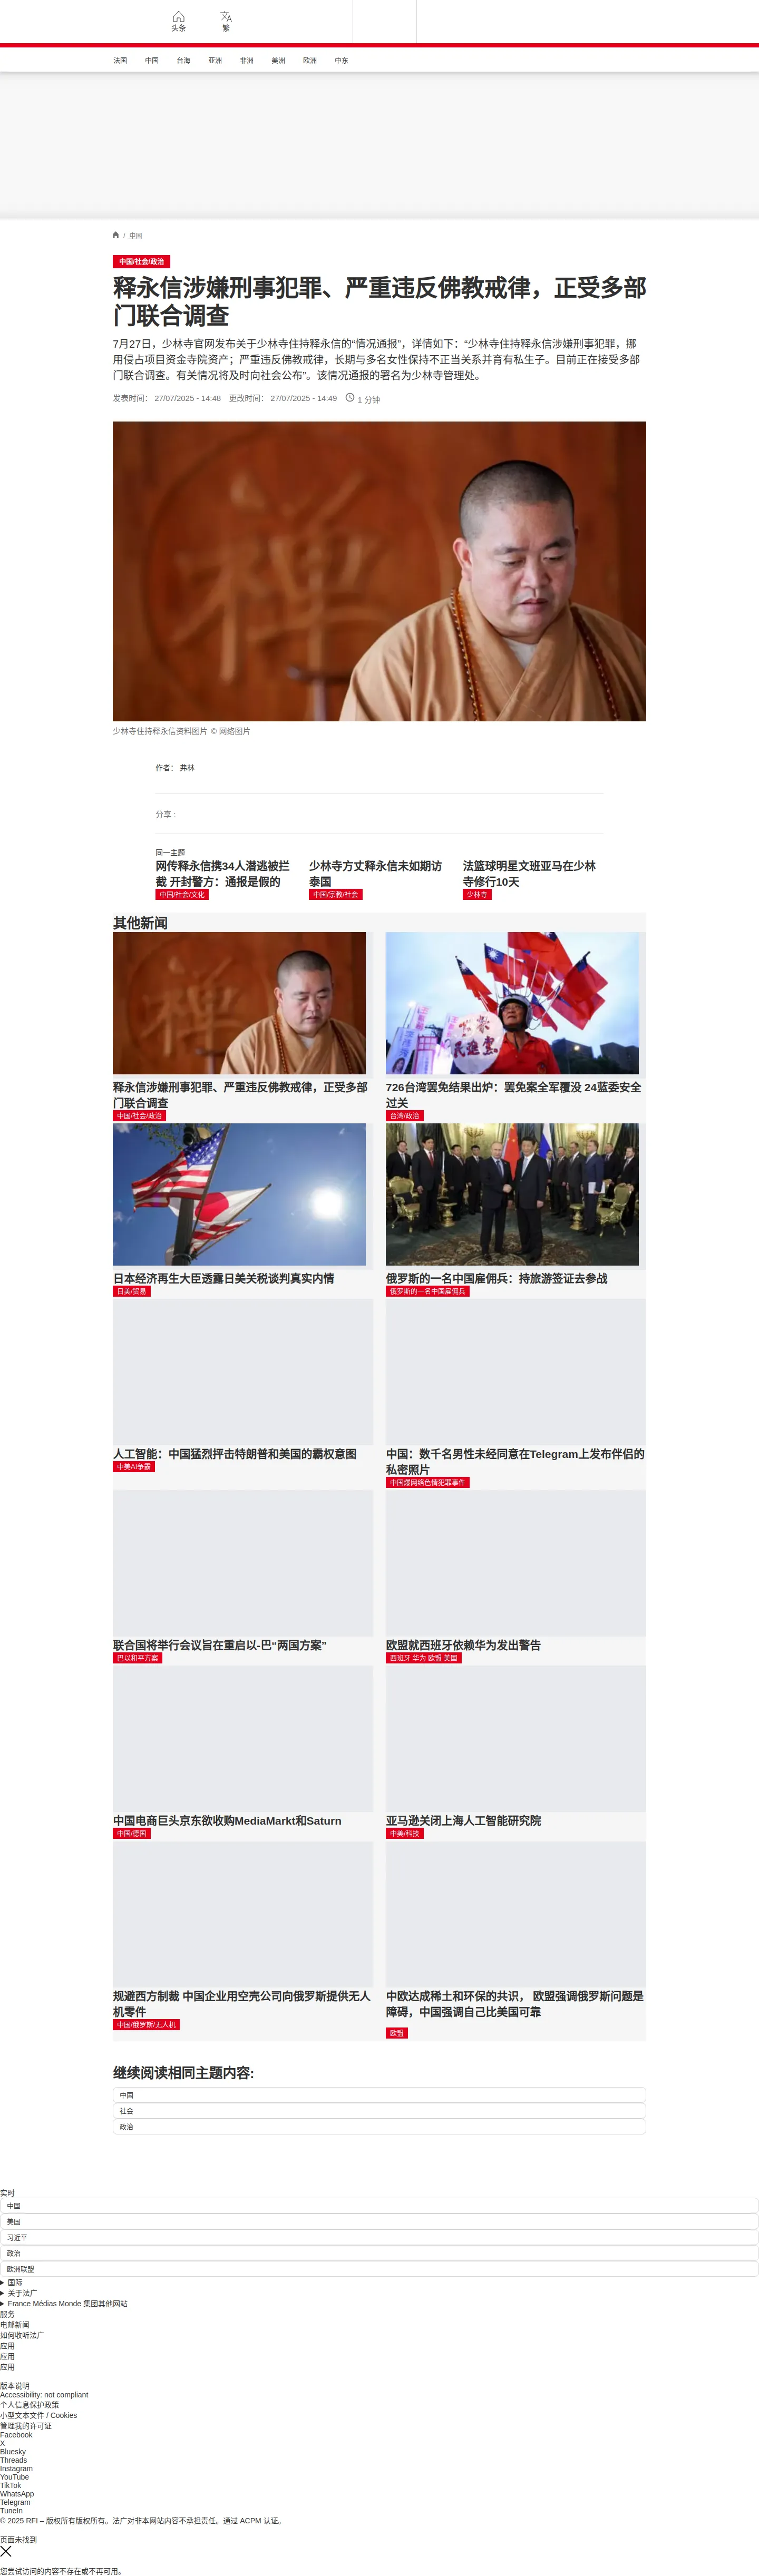 头条
繁
法国
中国
台海
亚洲
非洲
美洲
欧洲
中东
/ 中国
中国/社会/政治
释永信涉嫌刑事犯罪、严重违反佛教戒律，正受多部
门联合调查
7月27日，少林寺官网发布关于少林寺住持释永信的“情况通报”，详情如下：“少林寺住持释永信涉嫌刑事犯罪，挪
用侵占项目资金寺院资产；严重违反佛教戒律，长期与多名女性保持不正当关系并育有私生子。目前正在接受多部
门联合调查。有关情况将及时向社会公布”。该情况通报的署名为少林寺管理处。
发表时间： 27/07/2025 - 14:48 更改时间： 27/07/2025 - 14:49 1 分钟
少林寺住持释永信资料图片 © 网络图片
作者： 弗林
分享 :
同一主题
网传释永信携34人潜逃被拦
截 开封警方：通报是假的
中国/社会/文化
少林寺方丈释永信未如期访
泰国
中国/宗教/社会
法篮球明星文班亚马在少林
寺修行10天
少林寺
其他新闻
释永信涉嫌刑事犯罪、严重违反佛教戒律，正受多部
门联合调查
中国/社会/政治
726台湾罢免结果出炉：罢免案全军覆没 24蓝委安全
过关
台湾/政治
日本经济再生大臣透露日美关税谈判真实内情
日美/贸易
俄罗斯的一名中国雇佣兵：持旅游签证去参战
俄罗斯的一名中国雇佣兵
人工智能：中国猛烈抨击特朗普和美国的霸权意图
中美AI争霸
中国：数千名男性未经同意在Telegram上发布伴侣的
私密照片
中国爆网络色情犯罪事件
联合国将举行会议旨在重启以-巴“两国方案”
巴以和平方案
欧盟就西班牙依赖华为发出警告
西班牙 华为 欧盟 美国
中国电商巨头京东欲收购MediaMarkt和Saturn
中国/德国
亚马逊关闭上海人工智能研究院
中美/科技
规避西方制裁 中国企业用空壳公司向俄罗斯提供无人
机零件
中国/俄罗斯/无人机
中欧达成稀土和环保的共识， 欧盟强调俄罗斯问题是
障碍，中国强调自己比美国可靠
欧盟
继续阅读相同主题内容:
中国
社会
政治
实时
中国
美国
习近平
政治
欧洲联盟
国际
关于法广
France Médias Monde 集团其他网站
服务
电邮新闻
如何收听法广
应用
应用
应用
版本说明
Accessibility: not compliant
个人信息保护政策
小型文本文件 / Cookies
管理我的许可证
Facebook
X
Bluesky
Threads
Instagram
YouTube
TikTok
WhatsApp
Telegram
TuneIn
© 2025 RFI – 版权所有版权所有。法广对非本网站内容不承担责任。通过 ACPM 认证。
页面未找到
您尝试访问的内容不存在或不再可用。